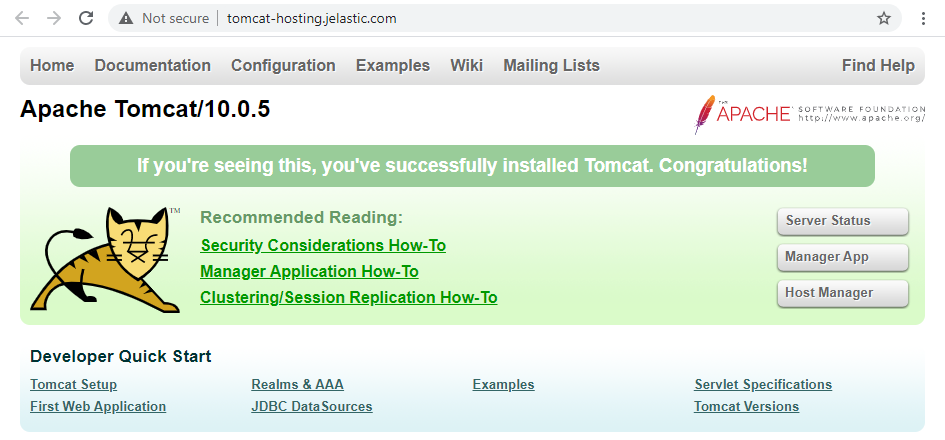 Not secure | tomcat-hosting.jelastic.com
Home Documentation Configuration Examples Wiki Mailing Lists Find Help
Apache Tomcat/10.0.5
THE APACHE® SOFTWARE FOUNDATION
http://www.apache.org/
If you're seeing this, you've successfully installed Tomcat. Congratulations!
TM
Recommended Reading:
Security Considerations How-To
Manager Application How-To
Clustering/Session Replication How-To
Server Status
Manager App
Host Manager
Developer Quick Start
Tomcat Setup Realms & AAA Examples Servlet Specifications
First Web Application JDBC DataSources Tomcat Versions